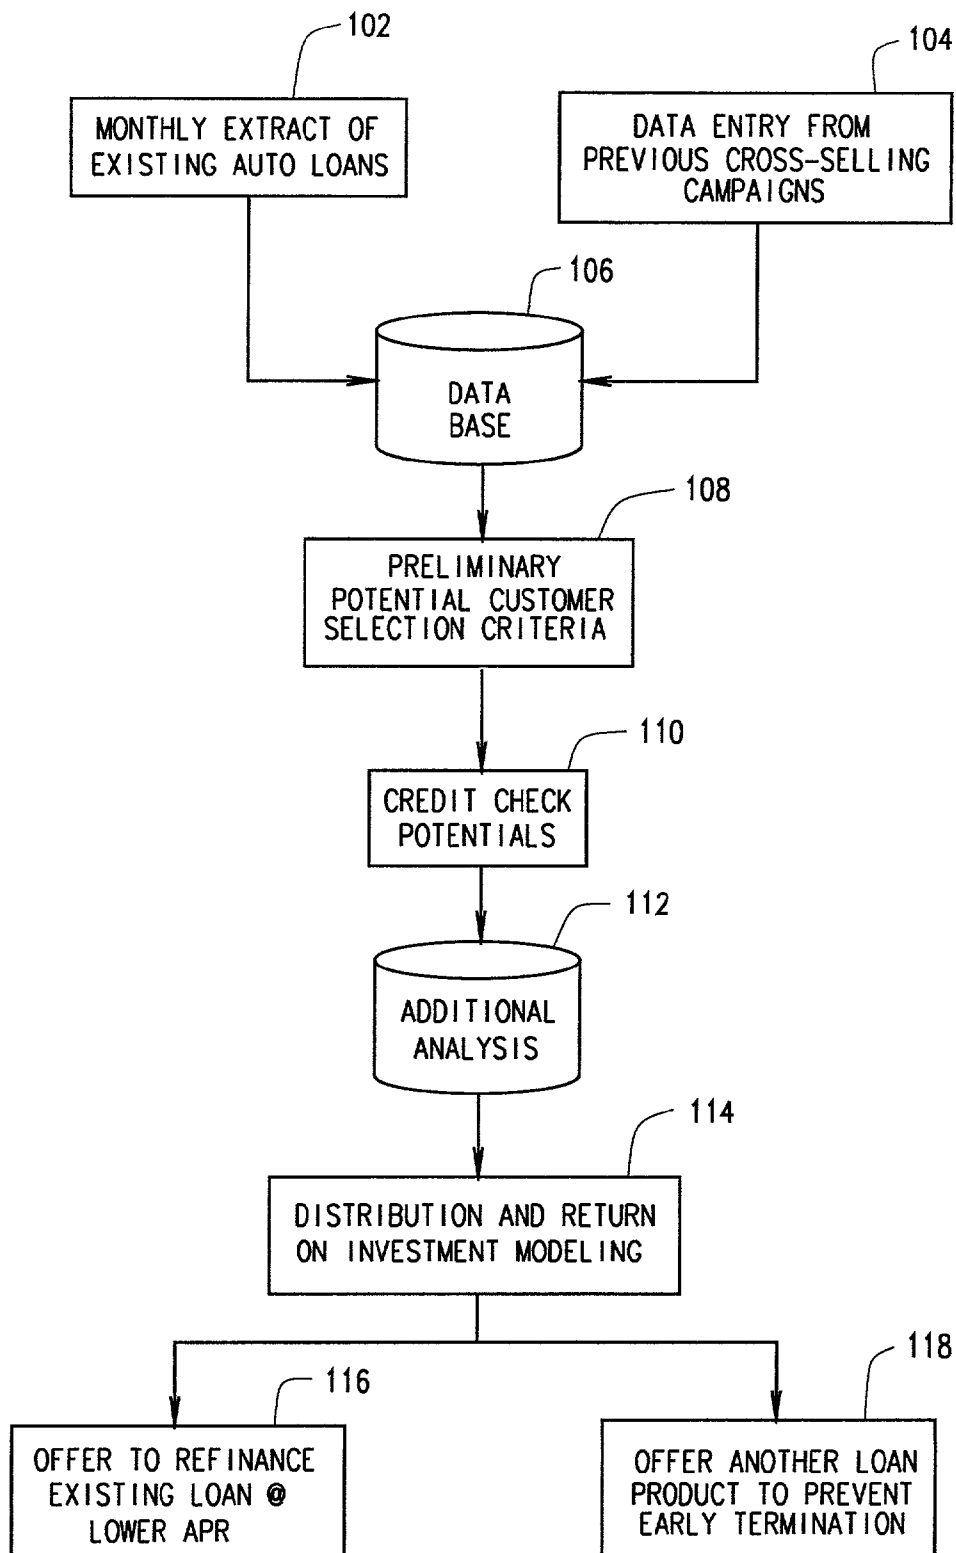 102
104
MONTHLY EXTRACT OF
EXISTING AUTO LOANS
DATA ENTRY FROM
PREVIOUS CROSS-SELLING
CAMPAIGNS
106
DATA
BASE
108
PRELIMINARY
POTENTIAL CUSTOMER
SELECTION CRITERIA
110
CREDIT CHECK
POTENTIALS
112
ADDITIONAL
ANALYSIS
114
DISTRIBUTION AND RETURN
ON INVESTMENT MODELING
116
OFFER TO REFINANCE
EXISTING LOAN @
LOWER APR
118
OFFER ANOTHER LOAN
PRODUCT TO PREVENT
EARLY TERMINATION